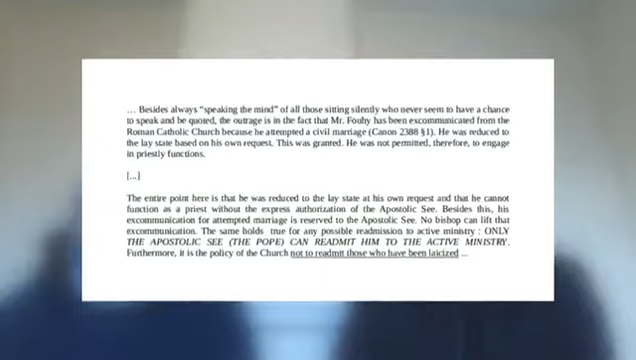 ... Besides always "speaking the mind" of all those sitting silently who never seem to have a chance
to speak and be quoted, the outrage is in the fact that Mr. Fouhy has been excommunicated from the
Roman Catholic Church because he attempted a civil marriage (Canon 2388 §1). He was reduced to
the lay state based on his own request. This was granted. He was not permitted, therefore, to engage
in priestly functions.
[...]
The entire point here is that he was reduced to the lay state at his own request and that he cannot
function as a priest without the express authorization of the Apostolic See. Besides this, his
excommunication for attempted marriage is reserved to the Apostolic See. No bishop can lift that
excommunication. The same holds true for any possible readmission to active ministry : ONLY
THE APOSTOLIC SEE (THE POPE) CAN READMIT HIM TO THE ACTIVE MINISTRY.
Furthermore, it is the policy of the Church not to readmit those who have been laicized ...